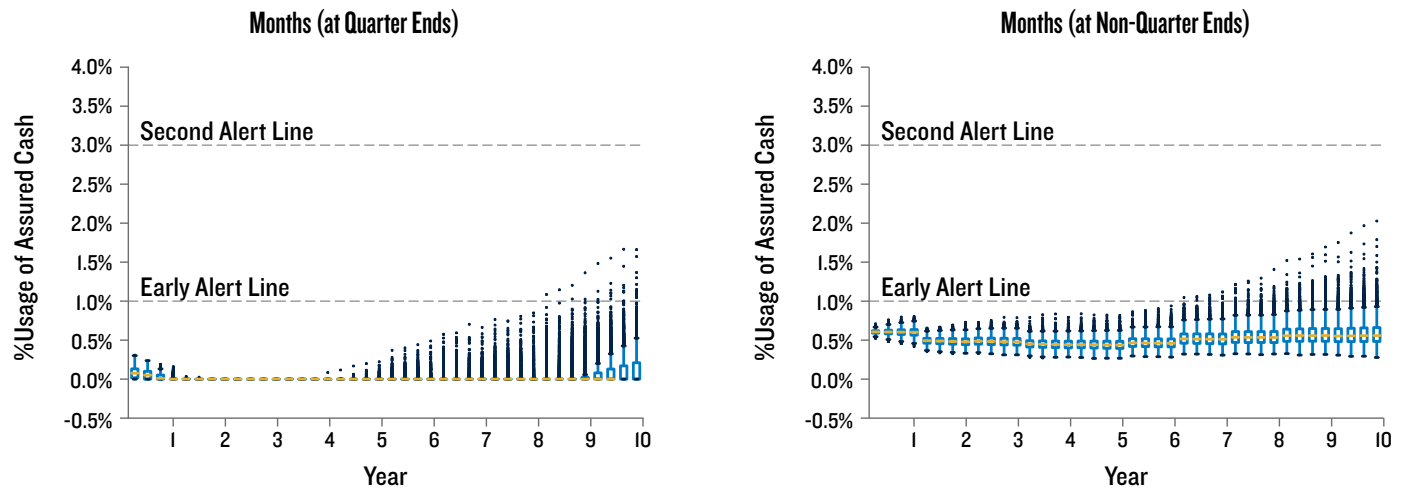 Months (at Quarter Ends)
%Usage of Assured Cash
4.0%
3.5%
Second Alert Line
3.0%
2.5%
2.0%
1.5%
Early Alert Line
1.0%
0.5%
0.0%
-0.5%
1 2 3 4 5 6 7 8 9 10
Year
Months (at Non-Quarter Ends)
%Usage of Assured Cash
4.0%
3.5%
Second Alert Line
3.0%
2.5%
2.0%
1.5%
Early Alert Line
1.0%
0.5%
0.0%
-0.5%
1 2 3 4 5 6 7 8 9 10
Year